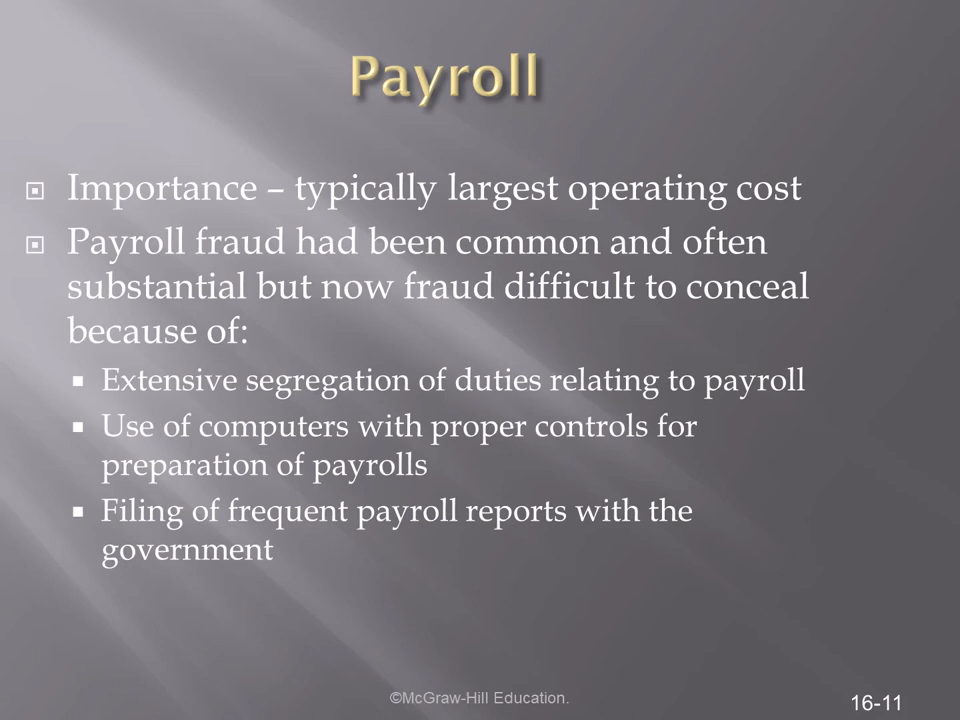 Payroll
Importance – typically largest operating cost
Payroll fraud had been common and often
substantial but now fraud difficult to conceal
because of:
Extensive segregation of duties relating to payroll
Use of computers with proper controls for
preparation of payrolls
Filing of frequent payroll reports with the
government
©McGraw-Hill Education.
16-11